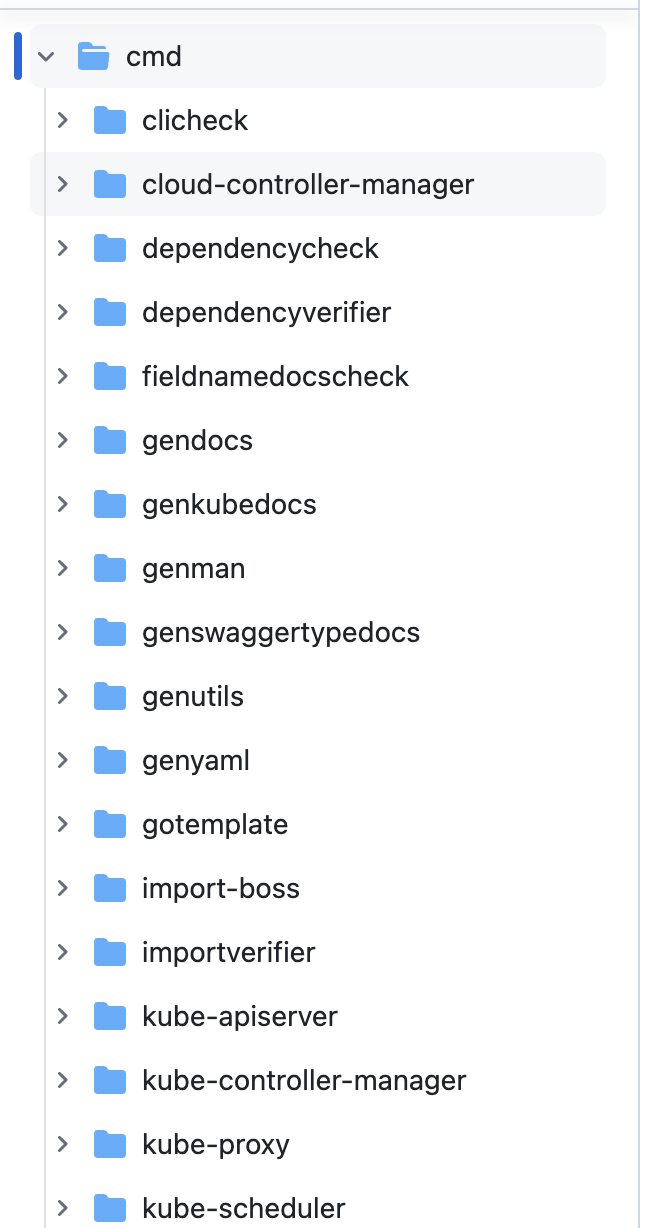 cmd
clicheck
cloud-controller-manager
dependencycheck
dependencyverifier
fieldnamedocscheck
gendocs
genkubedocs
genman
genswaggertypedocs
genutils
genyaml
gotemplate
import-boss
importverifier
kube-apiserver
kube-controller-manager
kube-proxy
kube-scheduler